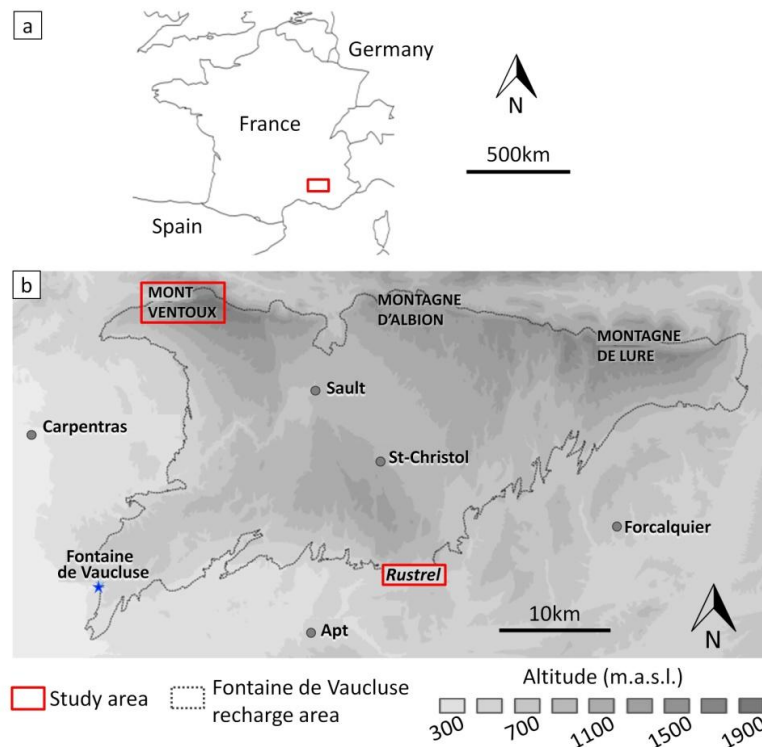 a
Germany
France
Spain
N
500km
b
MONT
VENTOUX
MONTAGNE
D'ALBION
MONTAGNE
DE LURE
Sault
Carpentras
St-Christol
Forcalquier
Fontaine
de Vaucluse
Rustrel
10km
Apt
N
Study area
Fontaine de Vaucluse
recharge area
Altitude (m.a.s.l.)
300 700 1100 1500 1900